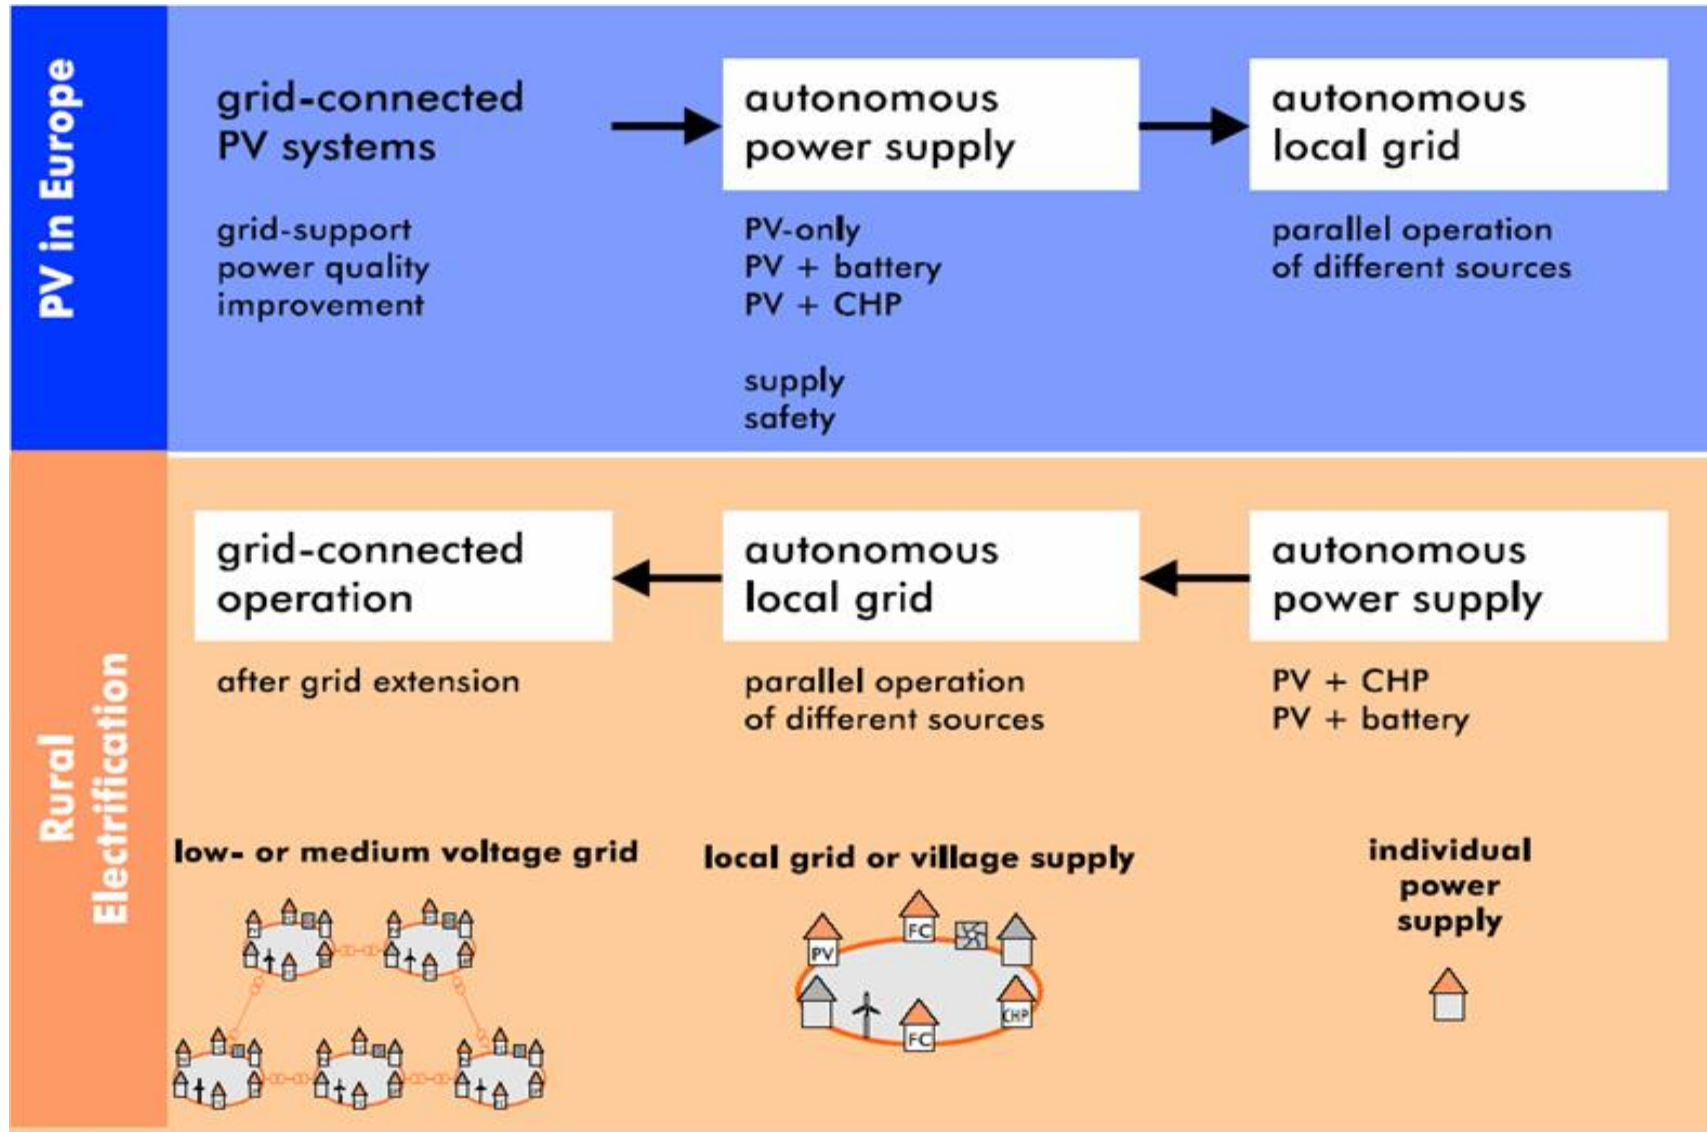 PV in Europe
grid-connected
PV systems
grid-support
power quality
improvement
autonomous
power supply
PV-only
PV + battery
PV + CHP
supply
safety
autonomous
local grid
parallel operation
of different sources
Rural
Electrification
grid-connected
operation
after grid extension
autonomous
local grid
parallel operation
of different sources
autonomous
power supply
PV + CHP
PV + battery
low- or medium voltage grid
local grid or village supply
PV
FC
CHP
FC
individual
power
supply